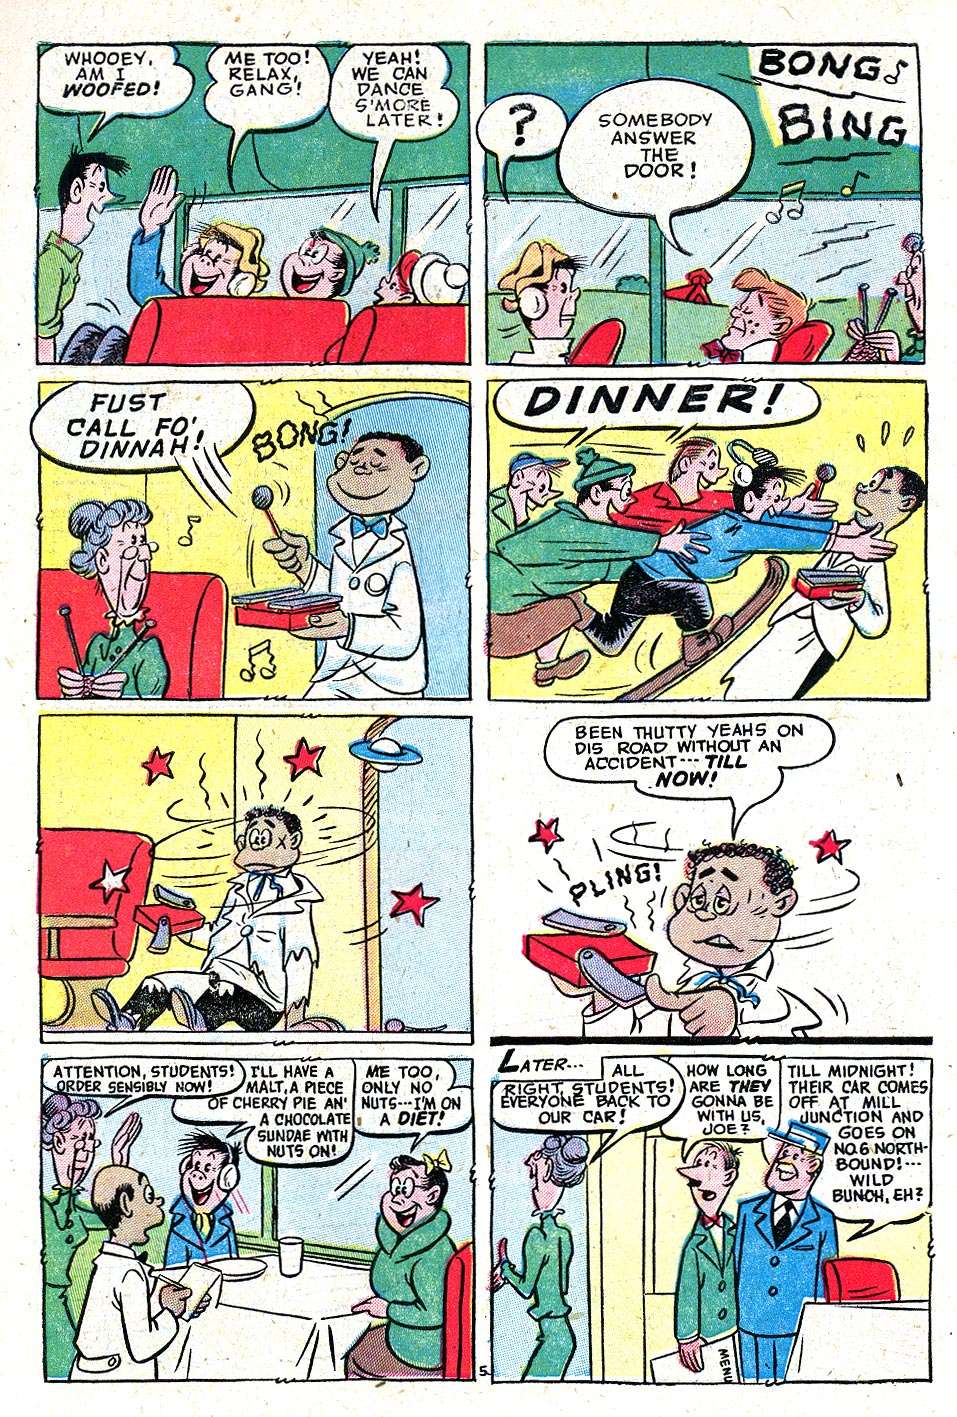 WHOOEY,
AM I
WOOFED!
ME TOO!
RELAX,
GANG!
YEAH!
WE CAN
DANCE
S'MORE
LATER!
?
SOMEBODY
ANSWER
THE
DOOR!
BONG
BING
FUST
CALL FO'
DINNAH!
BONG!
DINNER!
BEEN THUTTY YEAHS ON
DIS ROAD WITHOUT AN
ACCIDENT--- TILL
NOW!
PLING!
ATTENTION, STUDENTS!
ORDER SENSIBLY NOW!
I'LL HAVE A
MALT, A PIECE
OF CHERRY PIE AN'
A CHOCOLATE
SUNDAE WITH
NUTS ON!
ME TOO,
ONLY NO
NUTS---I'M ON
A DIET!
5
LATER---
ALL
RIGHT, STUDENTS!
EVERYONE BACK TO
OUR CAR!
HOW LONG
ARE THEY
GONNA BE
WITH US,
JOE?
TILL MIDNIGHT!
THEIR CAR COMES
OFF AT MILL
JUNCTION AND
GOES ON
NO.6 NORTH-
BOUND!---
WILD
BUNCH, EH?
MENU